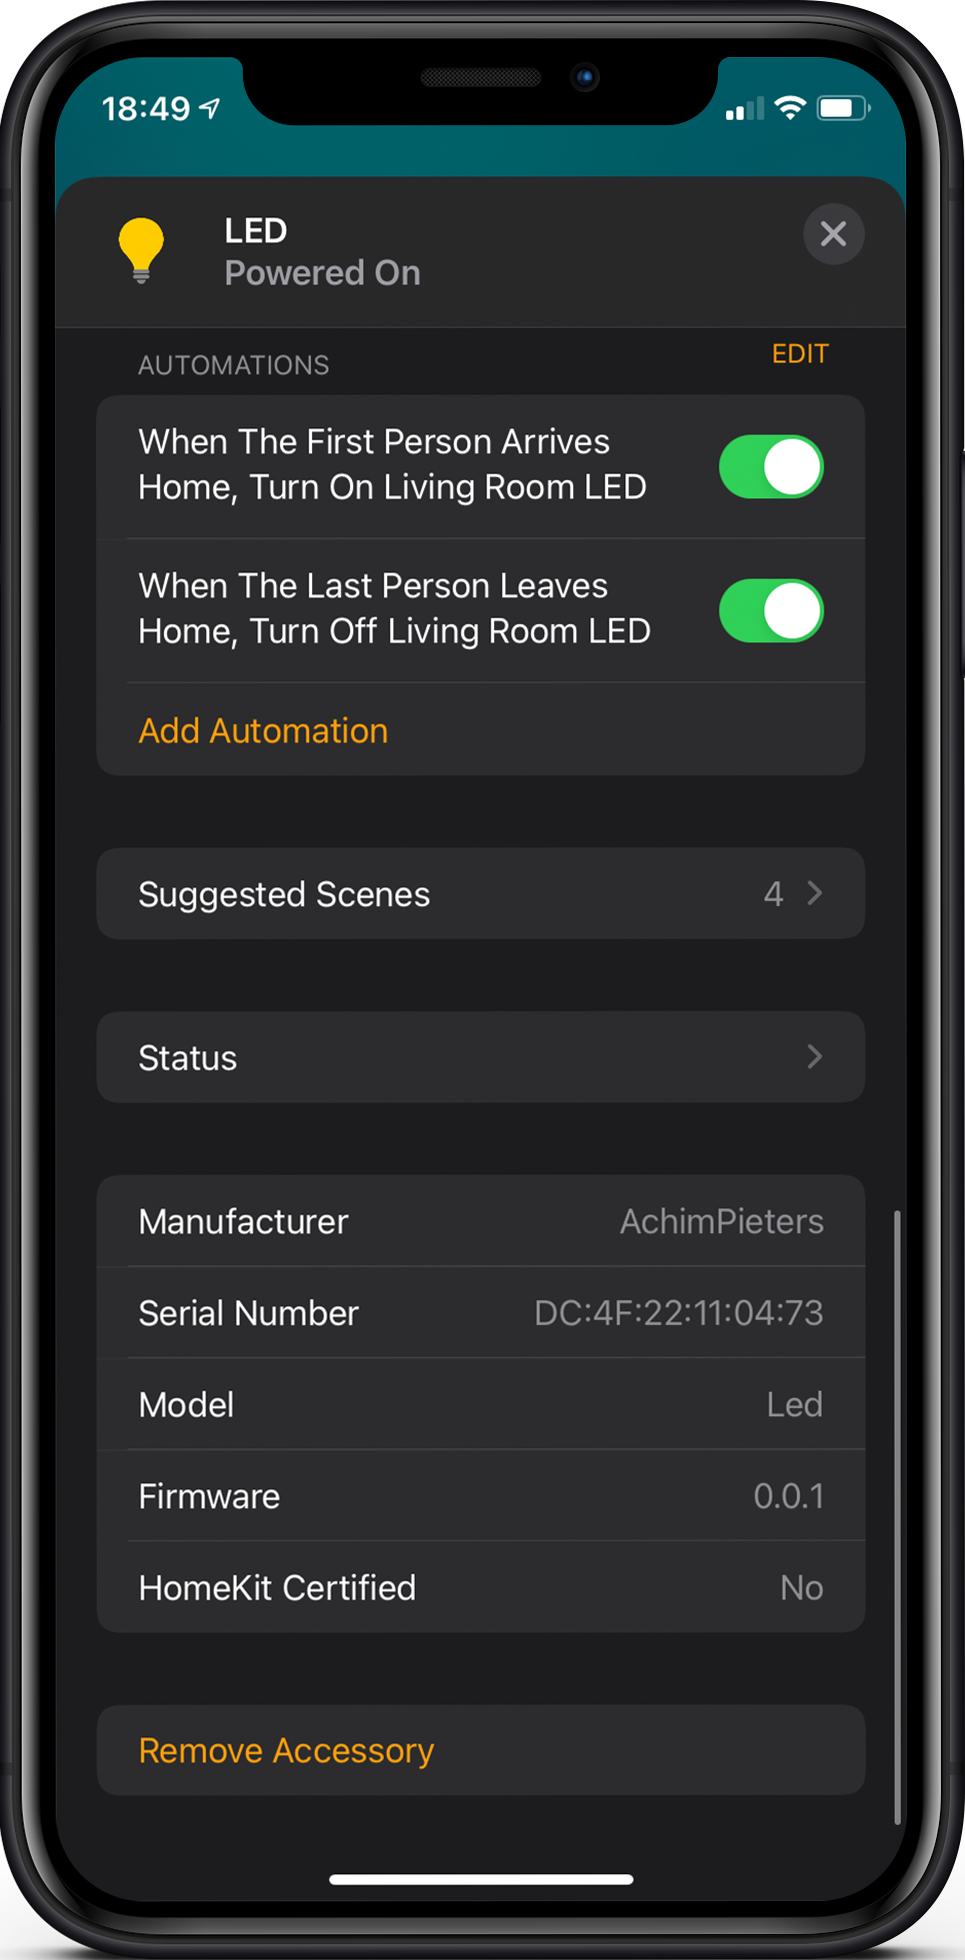 18:49
LED
Powered On
AUTOMATIONS
EDIT
When The First Person Arrives
Home, Turn On Living Room LED
When The Last Person Leaves
Home, Turn Off Living Room LED
Add Automation
Suggested Scenes 4
Status
Manufacturer AchimPieters
Serial Number DC:4F:22:11:04:73
Model Led
Firmware 0.0.1
HomeKit Certified No
Remove Accessory